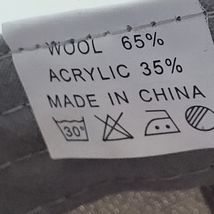 WOOL 65%
ACRYLIC 35%
MADE IN CHINA
30°